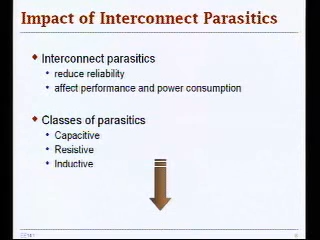 Impact of Interconnect Parasitics
Interconnect parasitics
reduce reliability
affect performance and power consumption
Classes of parasitics
Capacitive
Resistive
Inductive